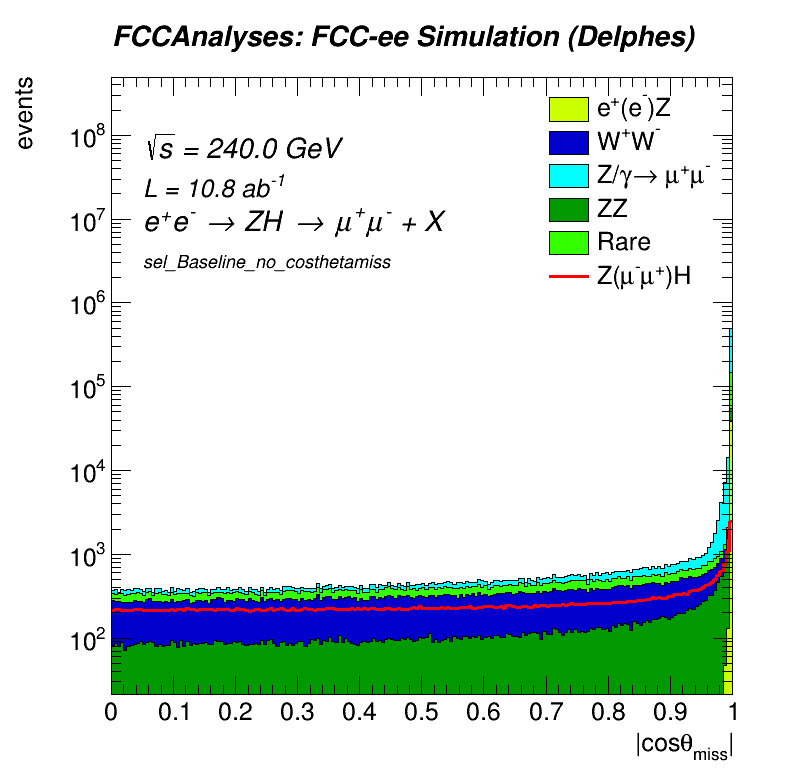 FCCAnalyses: FCC-ee Simulation (Delphes)
events
10⁸
10⁷
10⁶
10⁵
10⁴
10³
10²
√s = 240.0 GeV
L = 10.8 ab⁻¹
e⁺e⁻ → ZH → μ⁺μ⁻ + X
sel_Baseline_no_costhetamiss
e⁺(e⁻)Z
W⁺W⁻
Z/γ→ μ⁺μ⁻
ZZ
Rare
Z(μ⁻μ⁺)H
0 0.1 0.2 0.3 0.4 0.5 0.6 0.7 0.8 0.9 1
|cosθ_miss|